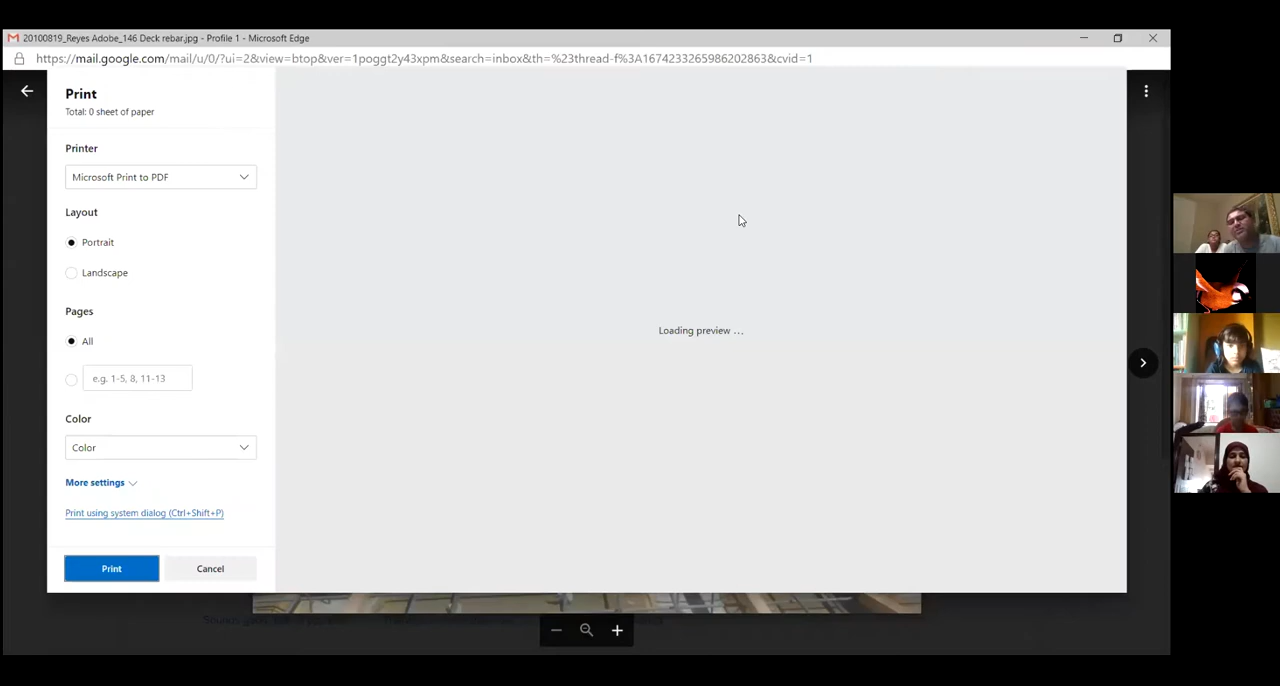 20100819_Reyes Adobe_146 Deck rebar.jpg - Profile 1 - Microsoft Edge
https://mail.google.com/mail/u/0/?ui=2&view=btop&ver=1poggt2y43xpm&search=inbox&th=%23thread-f%3A1674233265986202863&cvid=1
Print
Total: 0 sheet of paper
Printer
Microsoft Print to PDF
Layout
Portrait
Landscape
Loading preview ...
Pages
All
e.g. 1-5, 8, 11-13
Color
Color
More settings
Print using system dialog (Ctrl+Shift+P)
Print
Cancel